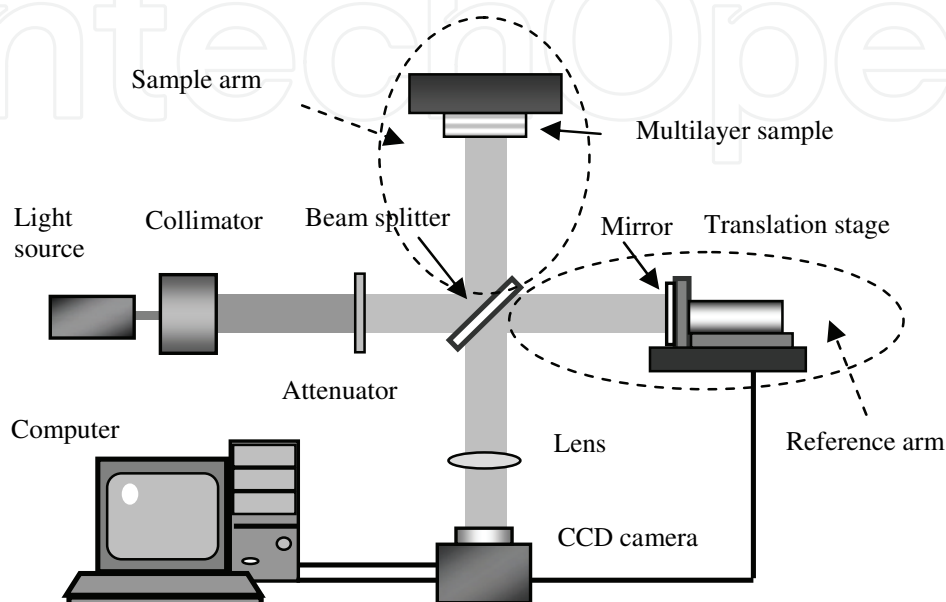 ntechOpe
Sample arm
Multilayer sample
Light
source
Collimator
Beam splitter
Mirror
Translation stage
Attenuator
Computer
Lens
Reference arm
CCD camera